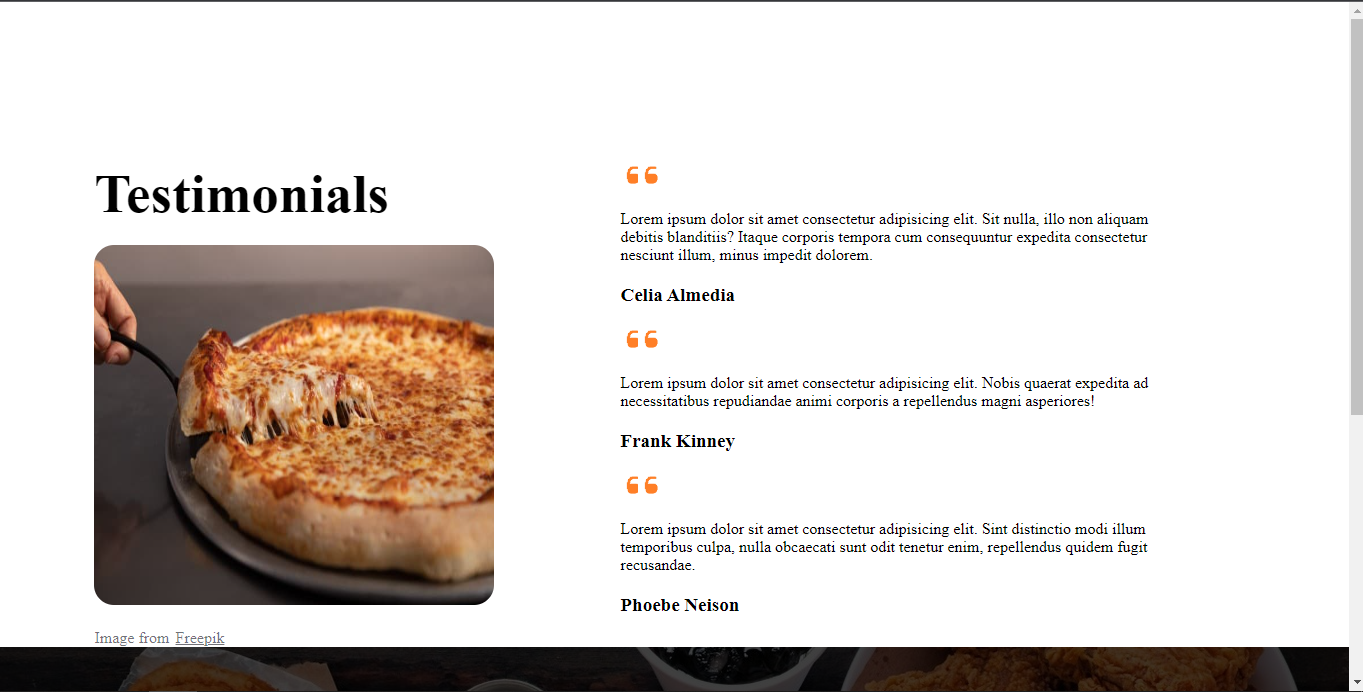 Testimonials
Image from Freepik
Lorem ipsum dolor sit amet consectetur adipisicing elit. Sit nulla, illo non aliquam
debitis blanditiis? Itaque corporis tempora cum consequuntur expedita consectetur
nesciunt illum, minus impedit dolorem.
Celia Almedia
Lorem ipsum dolor sit amet consectetur adipisicing elit. Nobis quaerat expedita ad
necessitatibus repudiandae animi corporis a repellendus magni asperiores!
Frank Kinney
Lorem ipsum dolor sit amet consectetur adipisicing elit. Sint distinctio modi illum
temporibus culpa, nulla obcaecati sunt odit tenetur enim, repellendus quidem fugit
recusandae.
Phoebe Neison